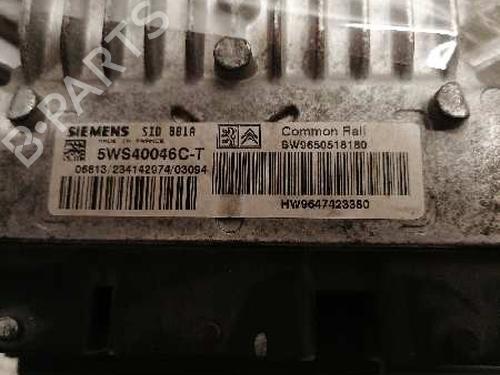 B-Parts
SIEMENS SID 801A
MADE IN FRANCE
5WS40046C-T
06813/234142974/03094
Common Rail
SW9650518180
HW9647423380